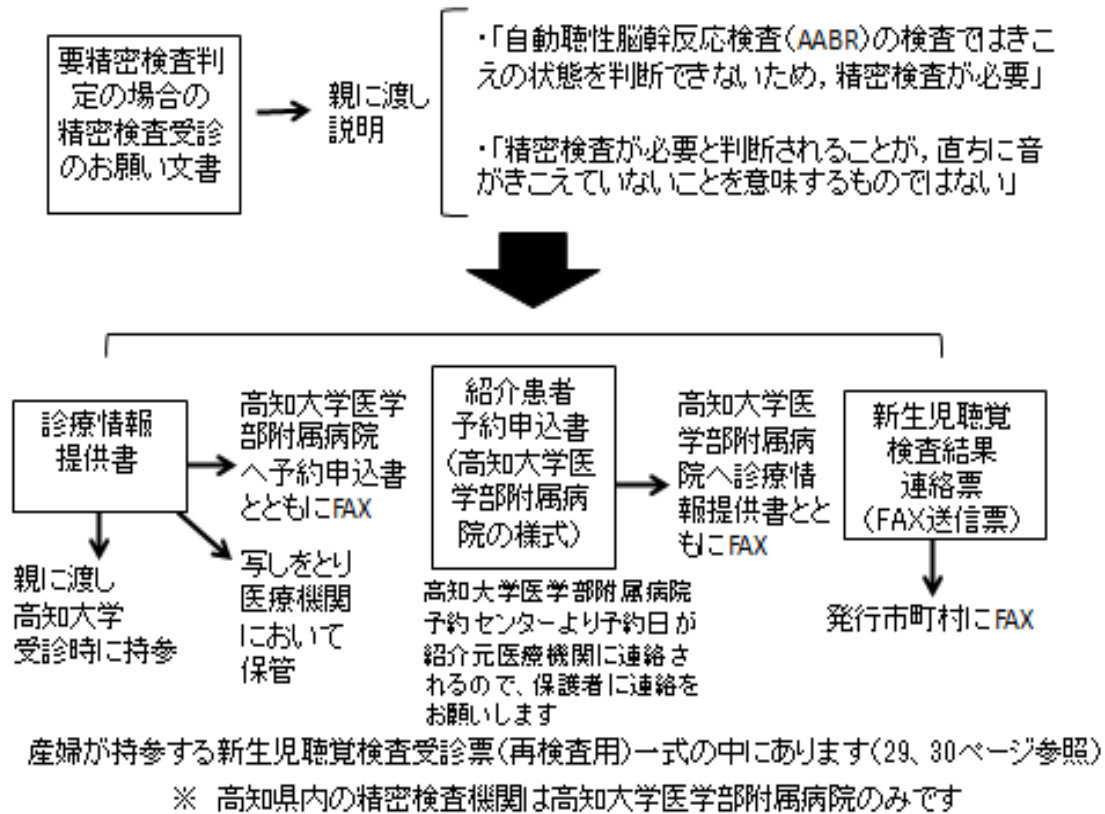 要精密検査判
定の場合の
精密検査受診
のお願い文書
親に渡し
説明
・「自動聴性脳幹反応検査(AABR)の検査ではきこ
えの状態を判断できないため,精密検査が必要」
・「精密検査が必要と判断されることが,直ちに音
がきこえていないことを意味するものではない」
診療情報
提供書
高知大学医学
部附属病院
へ予約申込書
とともにFAX
親に渡し
高知大学
受診時に持参
写しをとり
医療機関
において
保管
紹介患者
予約申込書
(高知大学医
学部附属病
院の様式)
高知大学医
学部附属病
院へ診療情
報提供書とと
もにFAX
高知大学医学部附属病院
予約センターより予約日が
紹介元医療機関に連絡さ
れるので、保護者に連絡を
お願いします
新生児聴覚
検査結果
連絡票
(FAX送信票)
発行市町村にFAX
産婦が持参する新生児聴覚検査受診票(再検査用)一式の中にあります(29、30ページ参照)
※ 高知県内の精密検査機関は高知大学医学部附属病院のみです